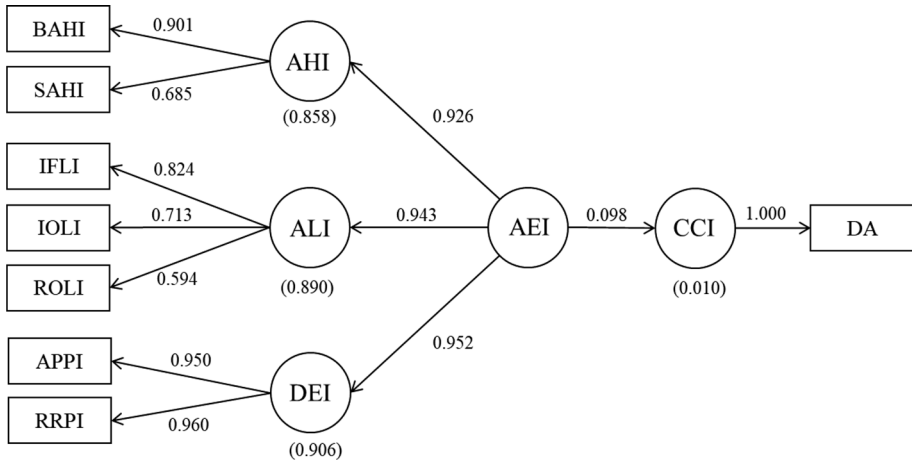 BAHI
0.901
SAHI
0.685
AHI
(0.858)
0.926
IFLI
0.824
IOLI
0.713
ROLI
0.594
ALI
(0.890)
0.943
AEI
0.098
CCI
(0.010)
1.000
DA
APPI
0.950
RRPI
0.960
DEI
(0.906)
0.952